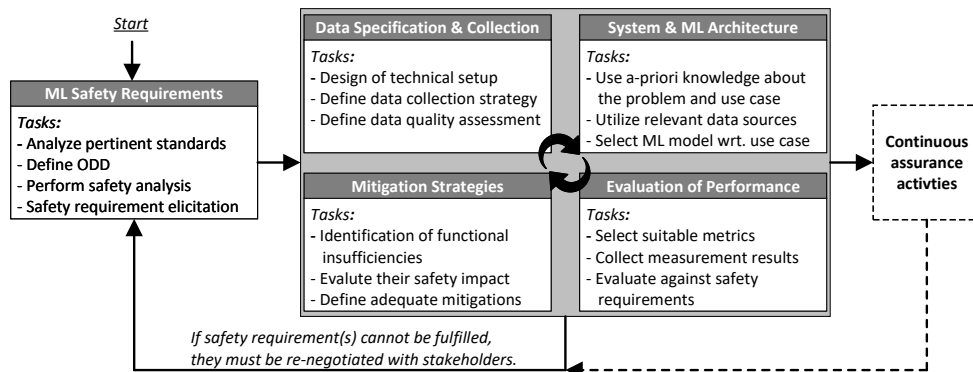 Start
ML Safety Requirements
Tasks:
- Analyze pertinent standards
- Define ODD
- Perform safety analysis
- Safety requirement elicitation
Data Specification & Collection
Tasks:
- Design of technical setup
- Define data collection strategy
- Define data quality assessment
System & ML Architecture
Tasks:
- Use a-priori knowledge about
the problem and use case
- Utilize relevant data sources
- Select ML model wrt. use case
Mitigation Strategies
Tasks:
- Identification of functional
insufficiencies
- Evalute their safety impact
- Define adequate mitigations
Evaluation of Performance
Tasks:
- Select suitable metrics
- Collect measurement results
- Evaluate against safety
requirements
Continuous
assurance
activties
If safety requirement(s) cannot be fulfilled,
they must be re-negotiated with stakeholders.